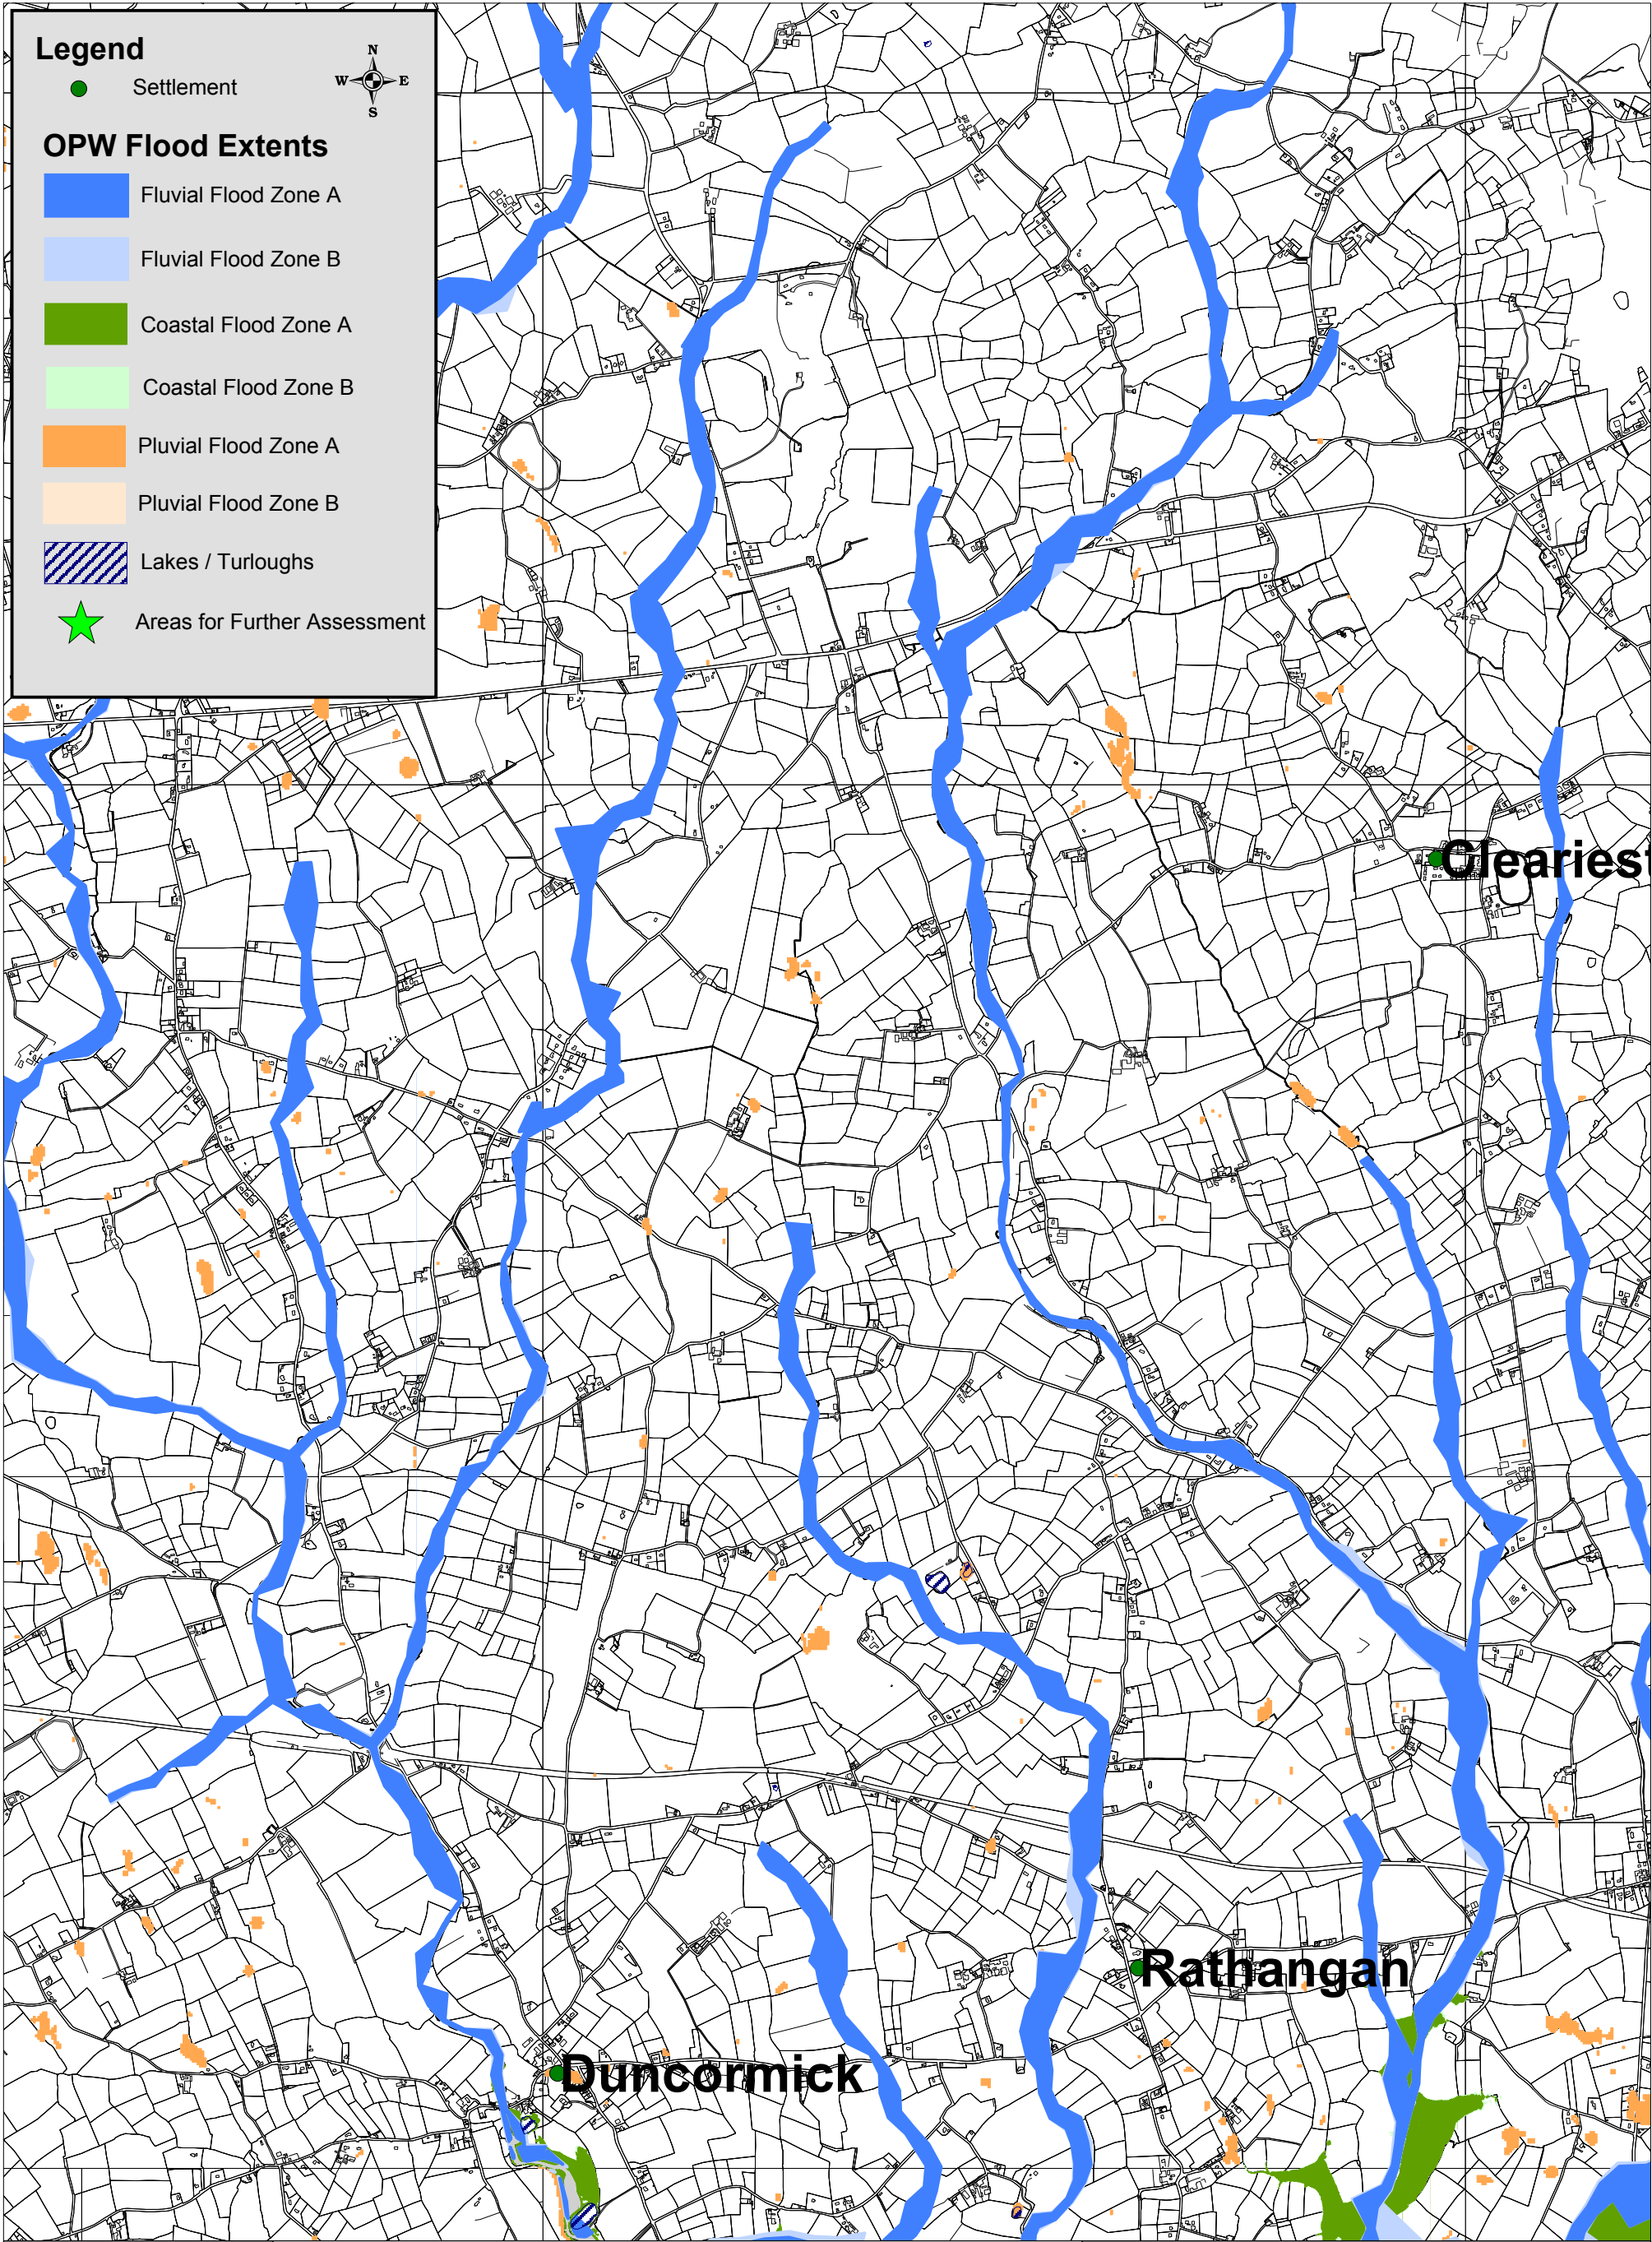 Legend
N
W E
S
Settlement
OPW Flood Extents
Fluvial Flood Zone A
Fluvial Flood Zone B
Coastal Flood Zone A
Coastal Flood Zone B
Pluvial Flood Zone A
Pluvial Flood Zone B
Lakes / Turloughs
Areas for Further Assessment
Cleariest
Rathangan
Duncormick